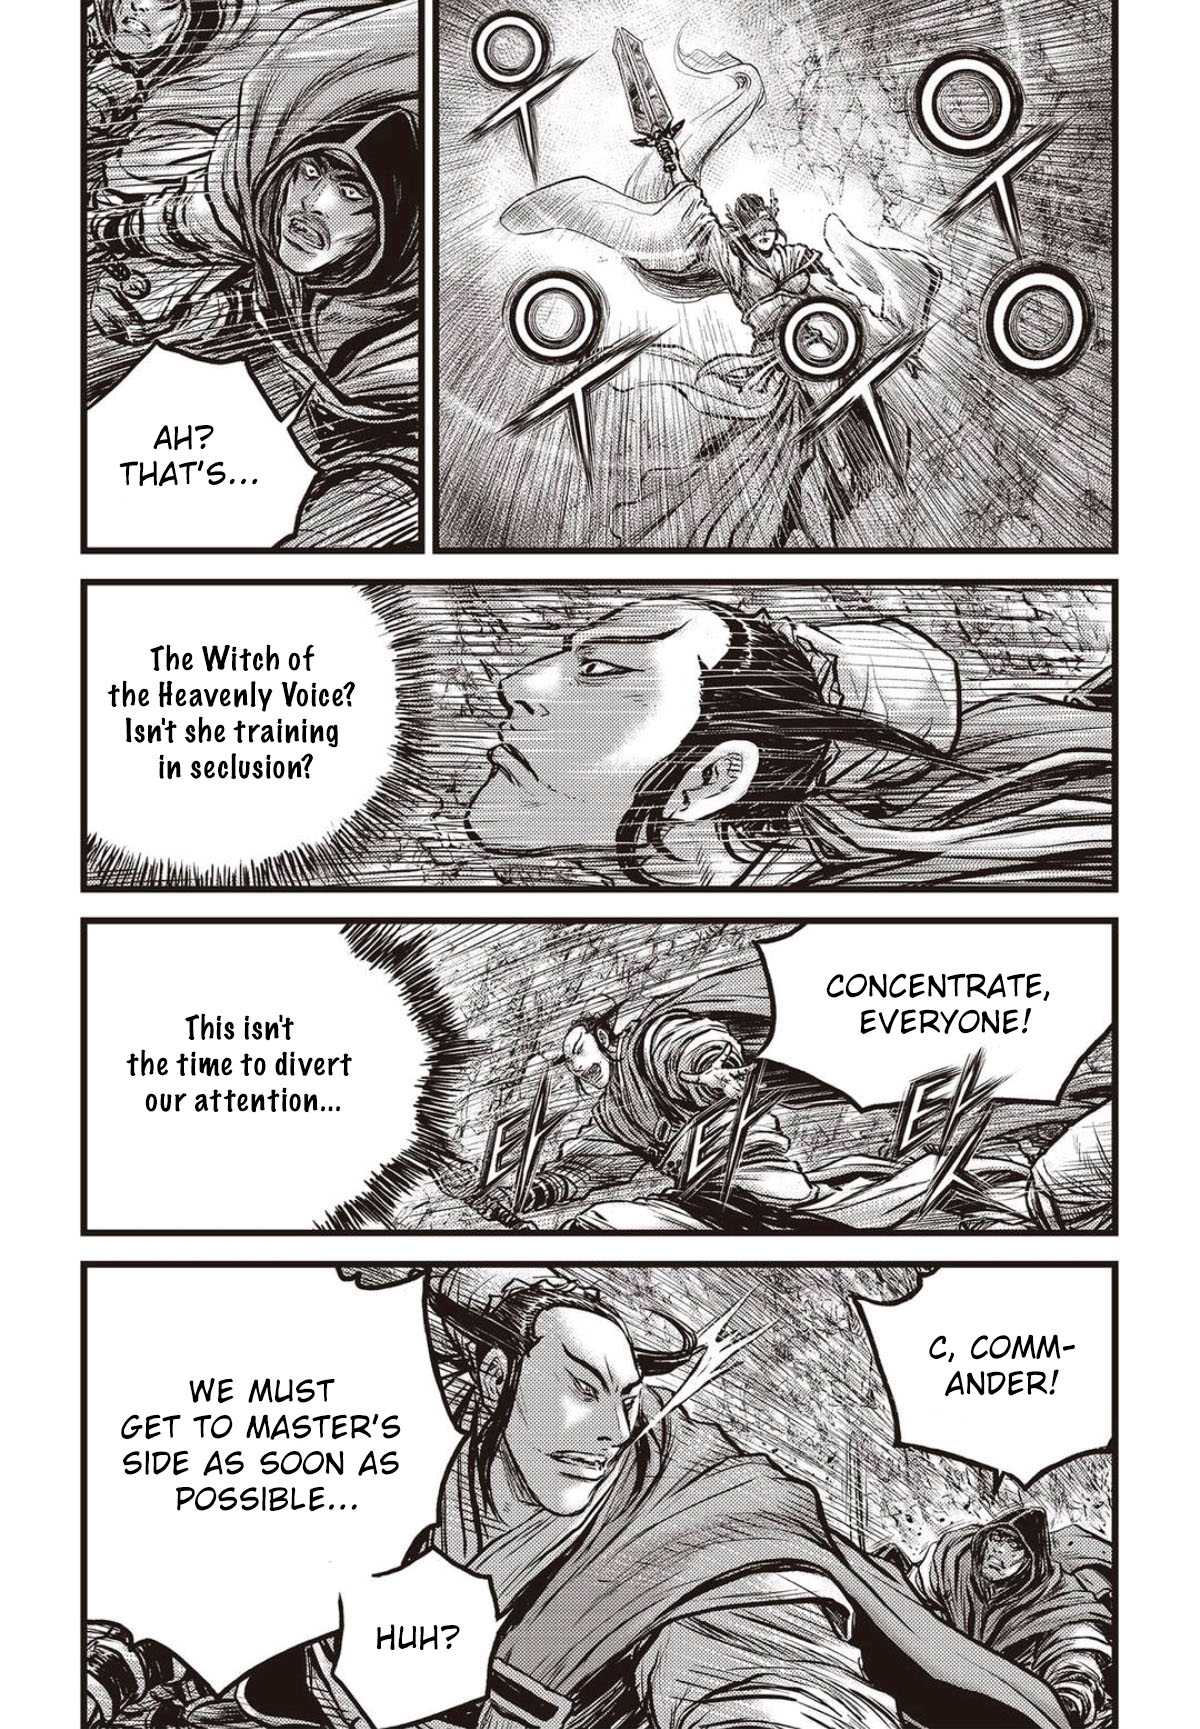 AH?
THAT'S...
The Witch of
the Heavenly Voice?
Isn't she training
in seclusion?
This isn't
the time to divert
our attention...
CONCENTRATE,
EVERYONE!
WE MUST
GET TO MASTER'S
SIDE AS SOON AS
POSSIBLE...
HUH?
C, COMM-
ANDER!